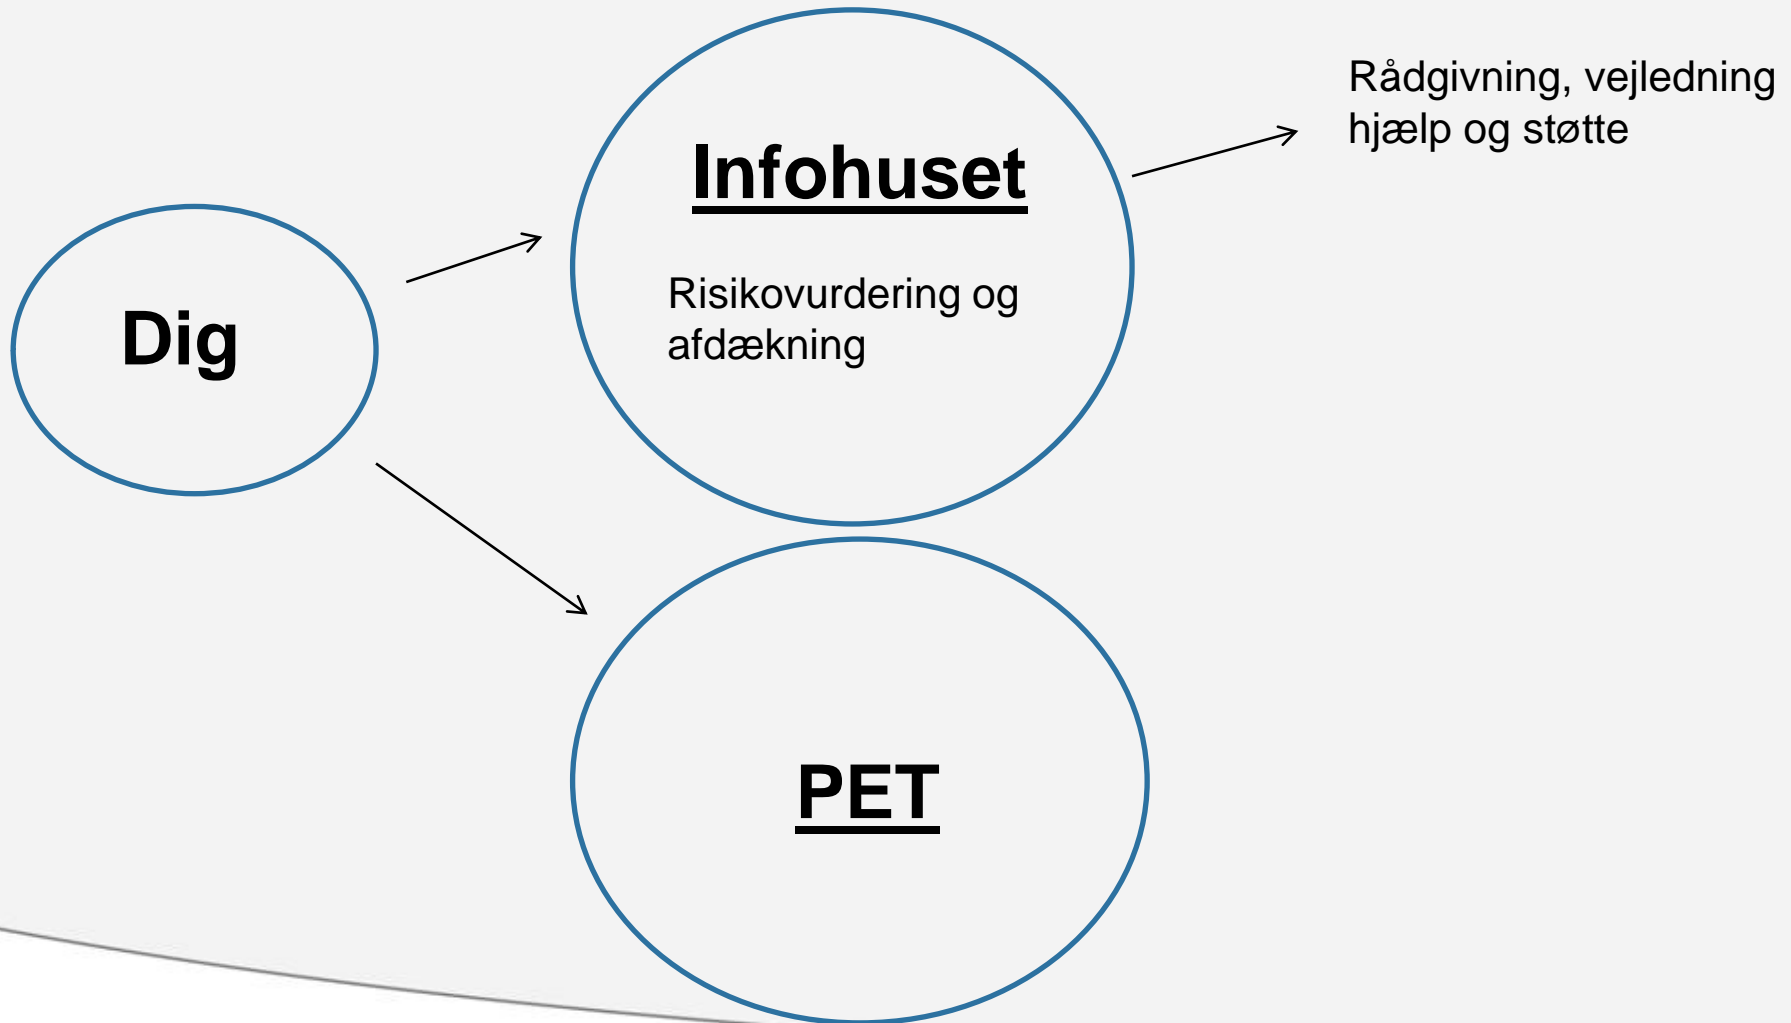 Dig
Infohuset
Risikovurdering og
afdækning
Rådgivning, vejledning
hjælp og støtte
PET